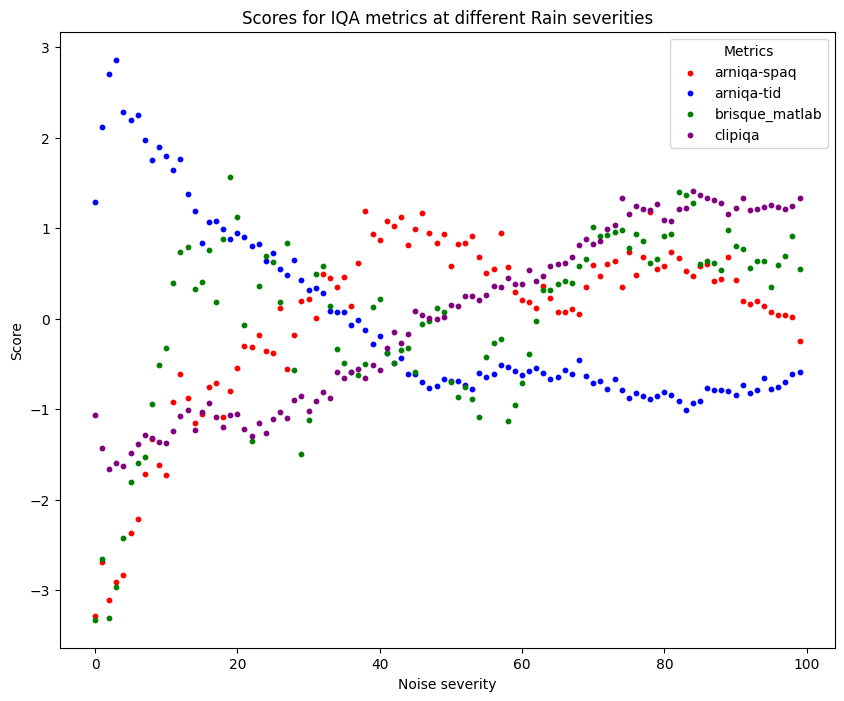 Scores for IQA metrics at different Rain severities
Metrics
arniqa-spaq
arniqa-tid
brisque_matlab
clipiqa
3
2
1
0
−1
−2
−3
Score
0 20 40 60 80 100
Noise severity